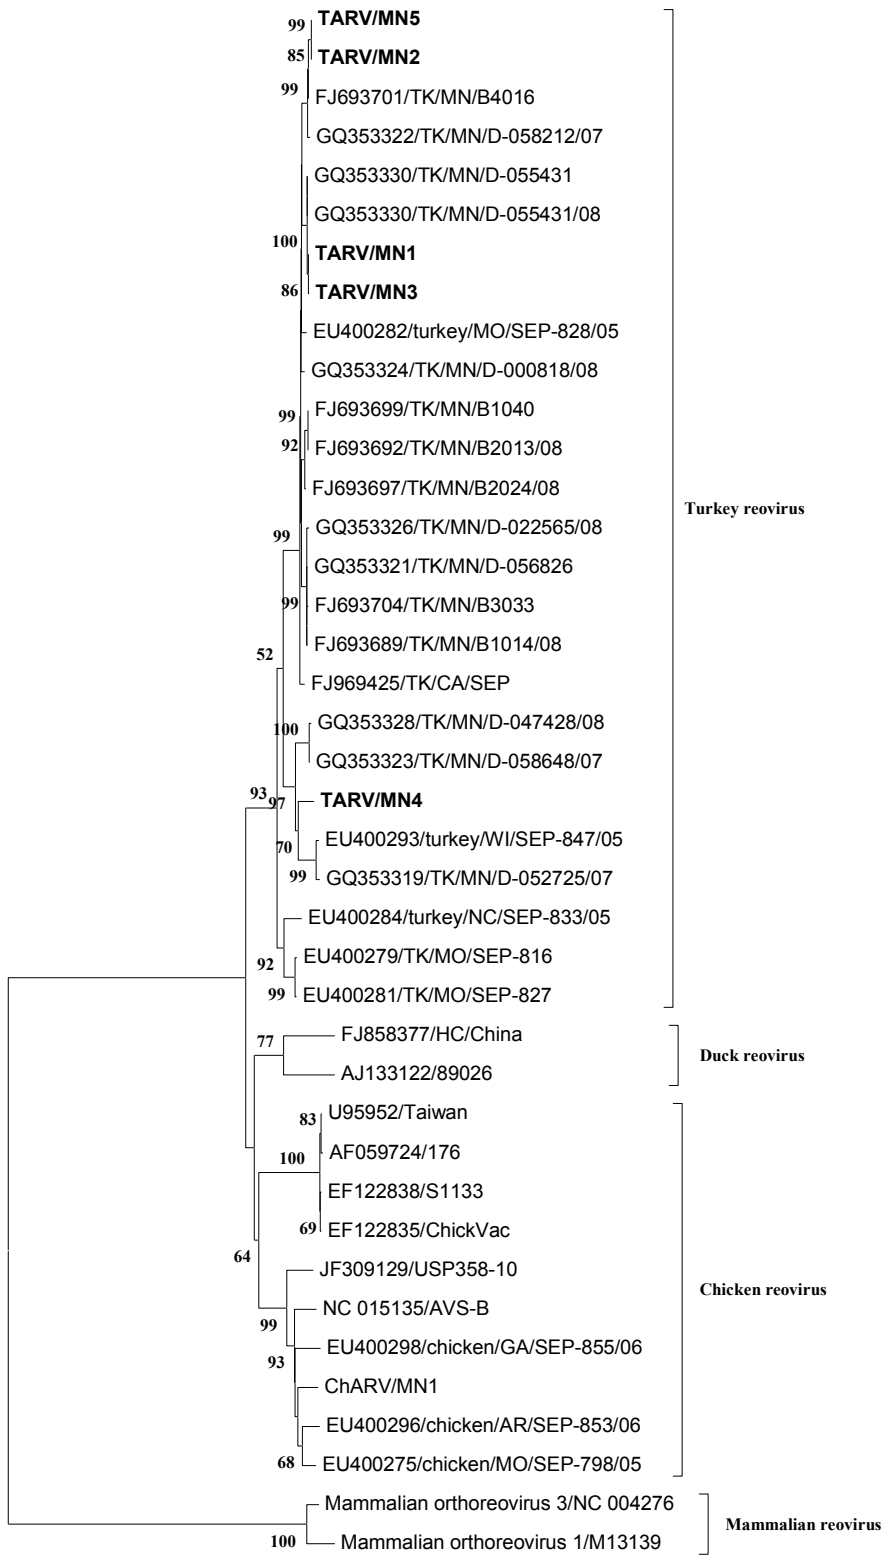 99
TARV/MN5
85
TARV/MN2
99
FJ693701/TK/MN/B4016
GQ353322/TK/MN/D-058212/07
GQ353330/TK/MN/D-055431
GQ353330/TK/MN/D-055431/08
100
TARV/MN1
86
TARV/MN3
EU400282/turkey/MO/SEP-828/05
GQ353324/TK/MN/D-000818/08
99
FJ693699/TK/MN/B1040
92
FJ693692/TK/MN/B2013/08
FJ693697/TK/MN/B2024/08
Turkey reovirus
99
GQ353326/TK/MN/D-022565/08
GQ353321/TK/MN/D-056826
99
FJ693704/TK/MN/B3033
FJ693689/TK/MN/B1014/08
52
FJ969425/TK/CA/SEP
100
GQ353328/TK/MN/D-047428/08
GQ353323/TK/MN/D-058648/07
93
97
TARV/MN4
70
EU400293/turkey/WI/SEP-847/05
99
GQ353319/TK/MN/D-052725/07
EU400284/turkey/NC/SEP-833/05
92
EU400279/TK/MO/SEP-816
99
EU400281/TK/MO/SEP-827
77
FJ858377/HC/China
Duck reovirus
AJ133122/89026
83
U95952/Taiwan
100
AF059724/176
EF122838/S1133
69
EF122835/ChickVac
64
JF309129/USP358-10
Chicken reovirus
NC 015135/AVS-B
99
93
EU400298/chicken/GA/SEP-855/06
ChARV/MN1
EU400296/chicken/AR/SEP-853/06
68
EU400275/chicken/MO/SEP-798/05
Mammalian orthoreovirus 3/NC 004276
Mammalian reovirus
100
Mammalian orthoreovirus 1/M13139